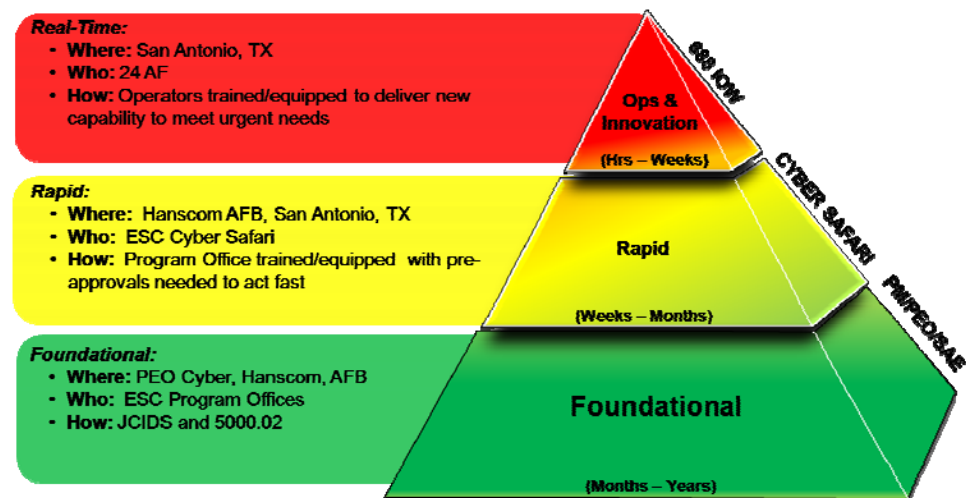 Real-Time:
• Where: San Antonio, TX
• Who: 24 AF
• How: Operators trained/equipped to deliver new
capability to meet urgent needs
Ops &
Innovation
{Hrs – Weeks}
688 IOW
Rapid:
• Where: Hanscom AFB, San Antonio, TX
• Who: ESC Cyber Safari
• How: Program Office trained/equipped with pre-
approvals needed to act fast
Rapid
{Weeks – Months}
CYBER SAFARI
Foundational:
• Where: PEO Cyber, Hanscom, AFB
• Who: ESC Program Offices
• How: JCIDS and 5000.02
Foundational
{Months – Years}
PM/PEO/SAE